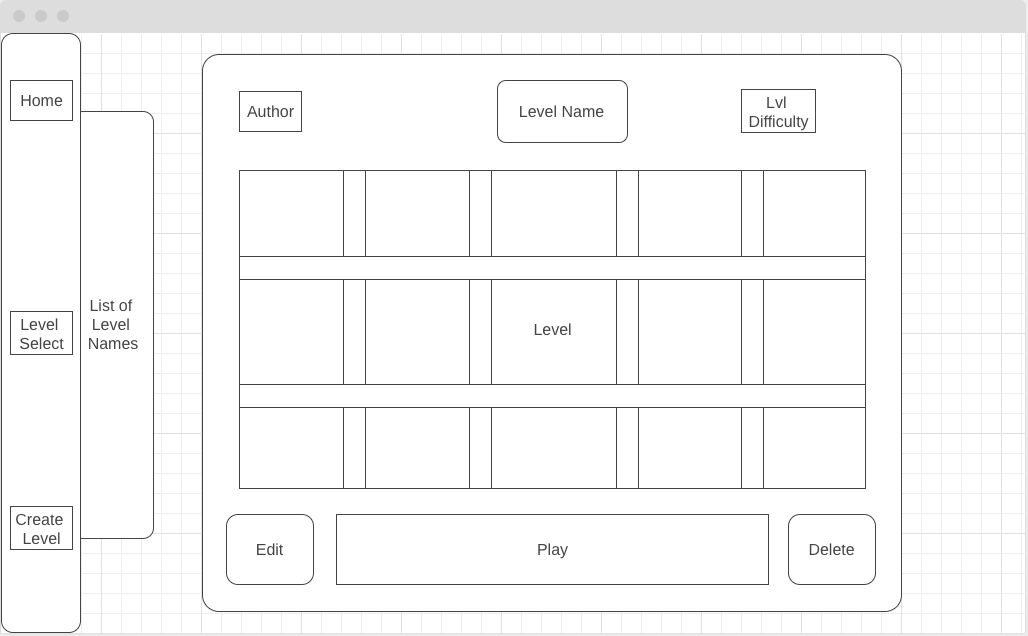 Home
Level
Select
Create
Level
List of
Level
Names
Author
Level Name
Lvl
Difficulty
Level
Edit
Play
Delete